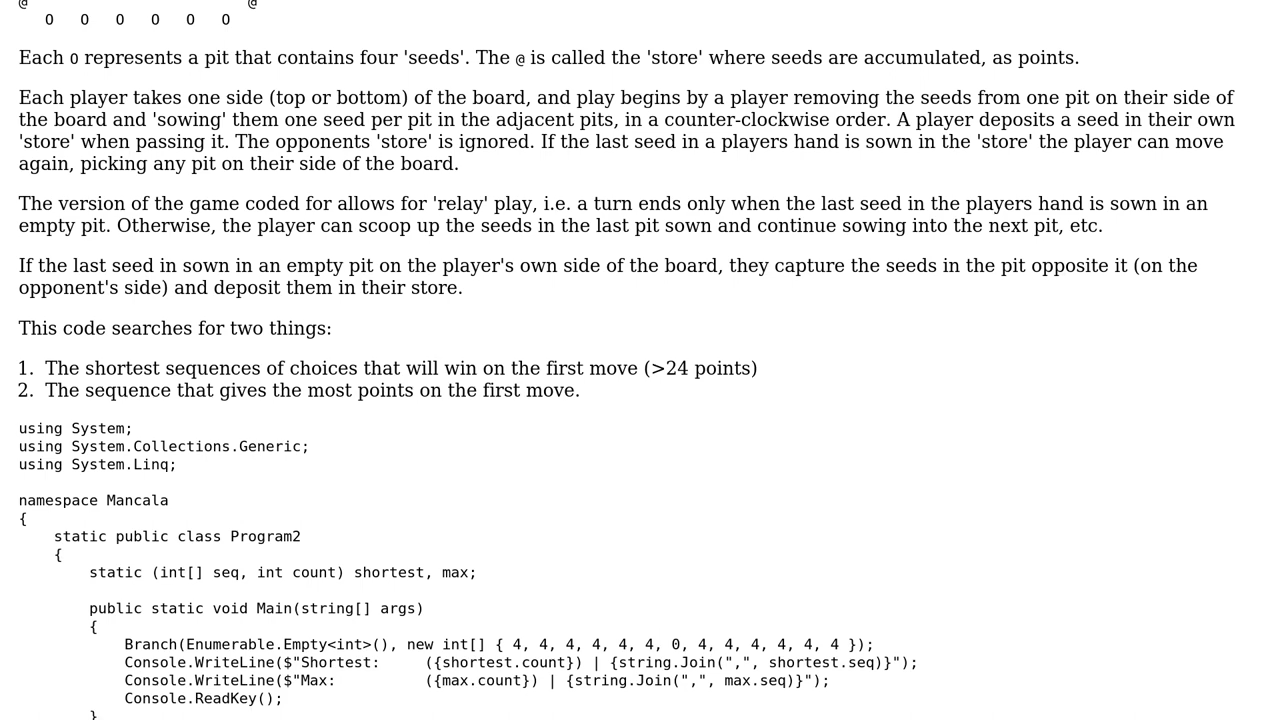 @                         @
   O   O   O   O   O   O
Each O represents a pit that contains four 'seeds'. The @ is called the 'store' where seeds are accumulated, as points.
Each player takes one side (top or bottom) of the board, and play begins by a player removing the seeds from one pit on their side of
the board and 'sowing' them one seed per pit in the adjacent pits, in a counter-clockwise order. A player deposits a seed in their own
'store' when passing it. The opponents 'store' is ignored. If the last seed in a players hand is sown in the 'store' the player can move
again, picking any pit on their side of the board.
The version of the game coded for allows for 'relay' play, i.e. a turn ends only when the last seed in the players hand is sown in an
empty pit. Otherwise, the player can scoop up the seeds in the last pit sown and continue sowing into the next pit, etc.
If the last seed in sown in an empty pit on the player's own side of the board, they capture the seeds in the pit opposite it (on the
opponent's side) and deposit them in their store.
This code searches for two things:
1. The shortest sequences of choices that will win on the first move (>24 points)
2. The sequence that gives the most points on the first move.
using System;
using System.Collections.Generic;
using System.Linq;
namespace Mancala
{
    static public class Program2
    {
        static (int[] seq, int count) shortest, max;
        public static void Main(string[] args)
        {
            Branch(Enumerable.Empty<int>(), new int[] { 4, 4, 4, 4, 4, 4, 0, 4, 4, 4, 4, 4, 4 });
            Console.WriteLine($"Shortest:     ({shortest.count}) | {string.Join(",", shortest.seq)}");
            Console.WriteLine($"Max:          ({max.count}) | {string.Join(",", max.seq)}");
            Console.ReadKey();
        }